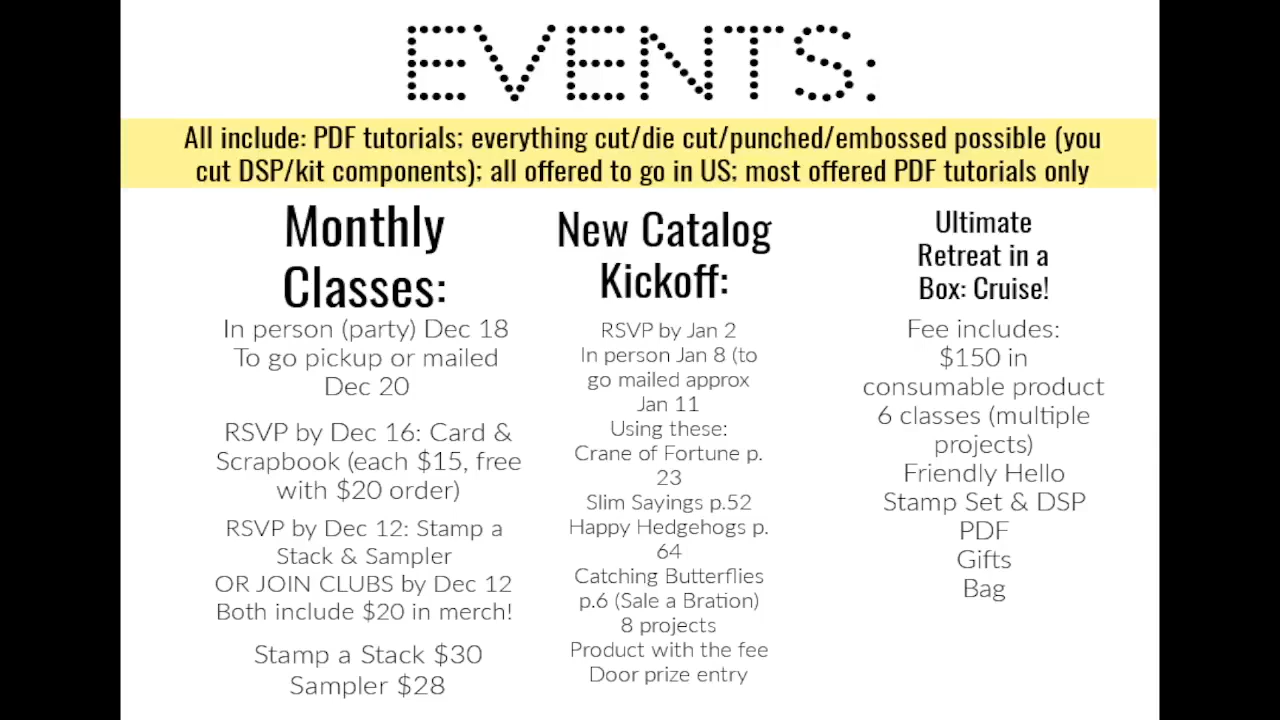 EVENTS:
All include: PDF tutorials; everything cut/die cut/punched/embossed possible (you
cut DSP/kit components); all offered to go in US; most offered PDF tutorials only
Monthly
Classes:
In person (party) Dec 18
To go pickup or mailed
Dec 20
RSVP by Dec 16: Card &
Scrapbook (each $15, free
with $20 order)
RSVP by Dec 12: Stamp a
Stack & Sampler
OR JOIN CLUBS by Dec 12
Both include $20 in merch!
Stamp a Stack $30
Sampler $28
New Catalog
Kickoff:
RSVP by Jan 2
In person Jan 8 (to
go mailed approx
Jan 11
Using these:
Crane of Fortune p.
23
Slim Sayings p.52
Happy Hedgehogs p.
64
Catching Butterflies
p.6 (Sale a Bration)
8 projects
Product with the fee
Door prize entry
Ultimate
Retreat in a
Box: Cruise!
Fee includes:
$150 in
consumable product
6 classes (multiple
projects)
Friendly Hello
Stamp Set & DSP
PDF
Gifts
Bag